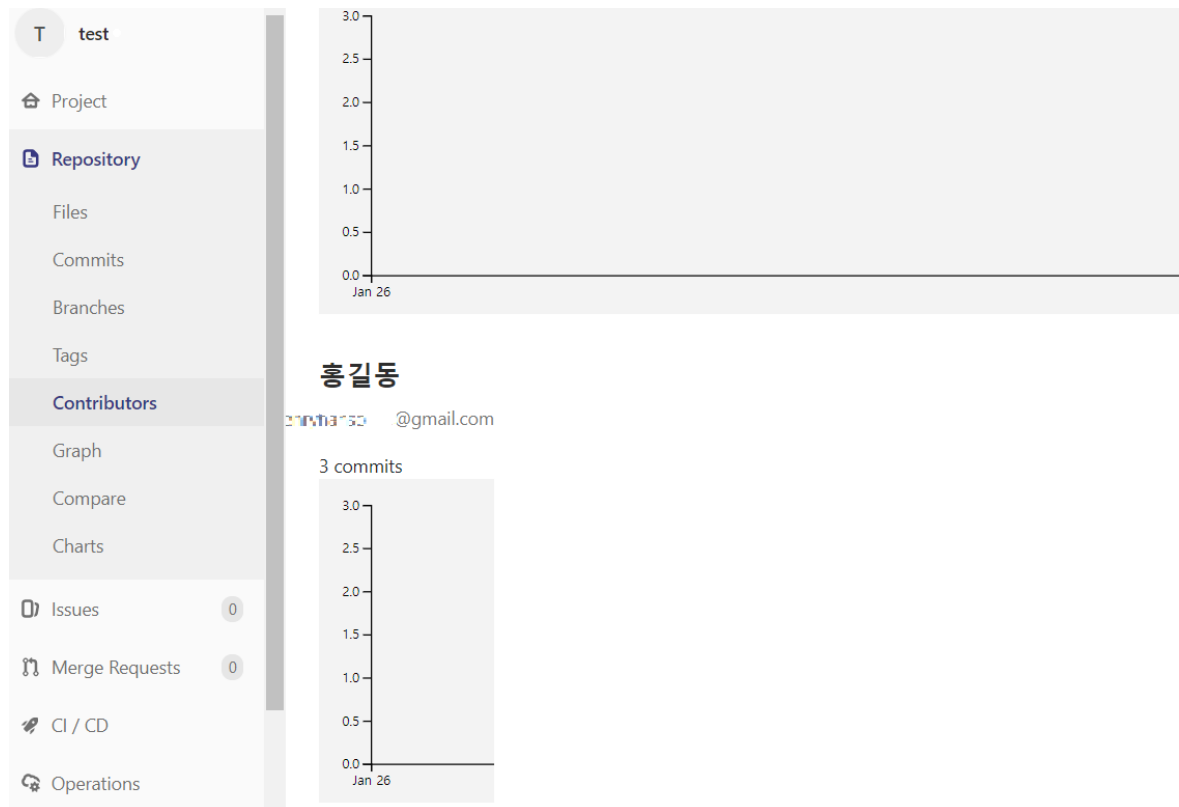 T test
Project
Repository
Files
Commits
Branches
Tags
Contributors
Graph
Compare
Charts
Issues 0
Merge Requests 0
CI / CD
Operations
3.0
2.5
2.0
1.5
1.0
0.5
0.0
Jan 26
홍길동
@gmail.com
3 commits
3.0
2.5
2.0
1.5
1.0
0.5
0.0
Jan 26